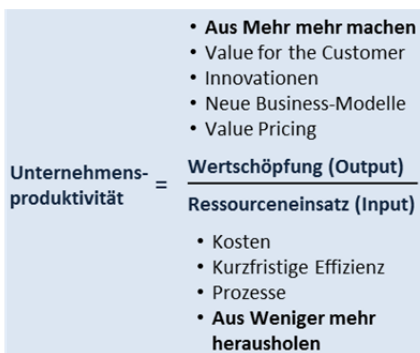 • Aus Mehr mehr machen
• Value for the Customer
• Innovationen
• Neue Business-Modelle
• Value Pricing
Unternehmens-
produktivität
=
Wertschöpfung (Output)
Ressourceneinsatz (Input)
• Kosten
• Kurzfristige Effizienz
• Prozesse
• Aus Weniger mehr
herausholen